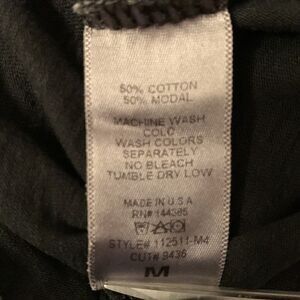 50% COTTON
50% MODAL
MACHINE WASH
COLD
WASH COLORS
SEPARATELY
NO BLEACH
TUMBLE DRY LOW
MADE IN U.S.A
RN# 144385
STYLE# 112511-M4
CUT# 9436
M